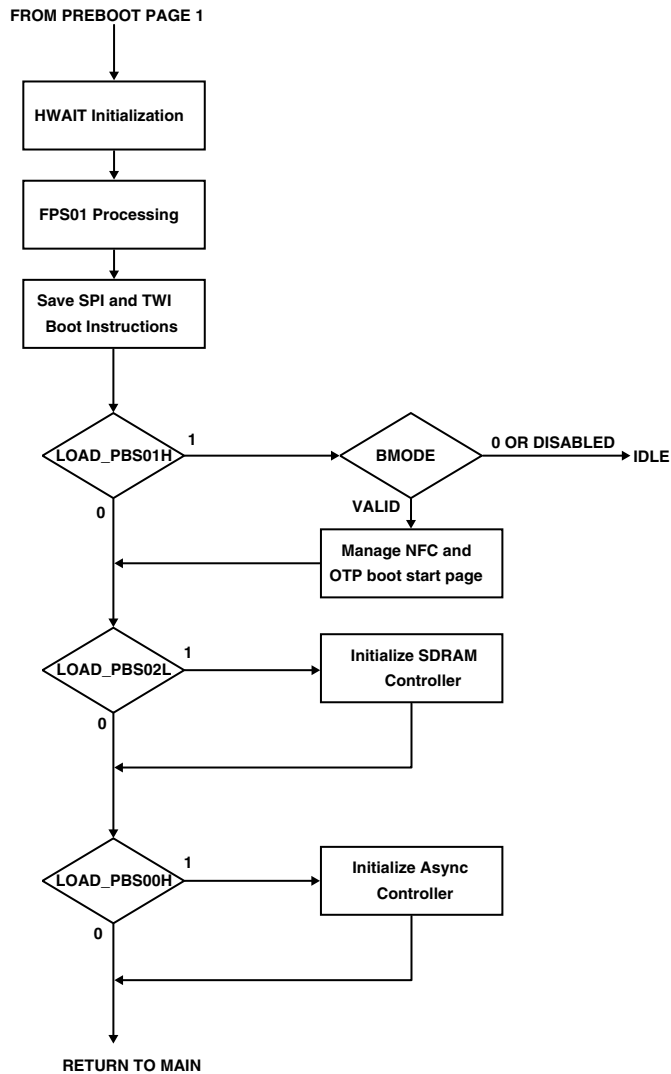 FROM PREBOOT PAGE 1
HWAIT Initialization
FPS01 Processing
Save SPI and TWI
Boot Instructions
LOAD_PBS01H
1
0
BMODE
0 OR DISABLED
IDLE
VALID
Manage NFC and
OTP boot start page
LOAD_PBS02L
1
0
Initialize SDRAM
Controller
LOAD_PBS00H
1
0
Initialize Async
Controller
RETURN TO MAIN